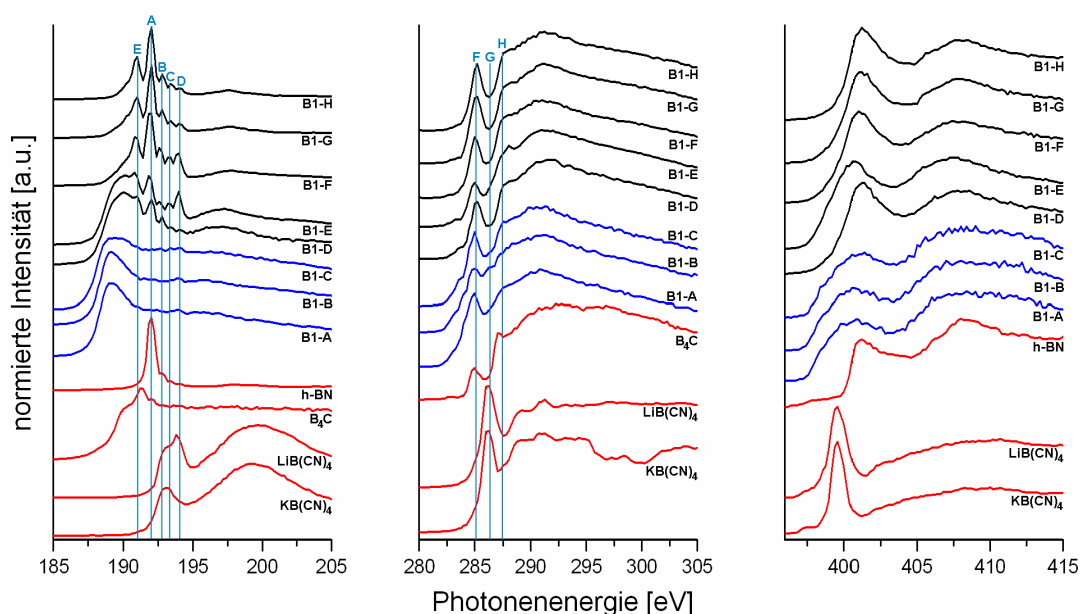 normierte Intensität [a.u.]
A
E
B
C
D
B1-H
B1-G
B1-F
B1-E
B1-D
B1-C
B1-B
B1-A
h-BN
B₄C
LiB(CN)₄
KB(CN)₄
185 190 195 200 205
F G H
B1-H
B1-G
B1-F
B1-E
B1-D
B1-C
B1-B
B1-A
B₄C
LiB(CN)₄
KB(CN)₄
280 285 290 295 300 305
B1-H
B1-G
B1-F
B1-E
B1-D
B1-C
B1-B
B1-A
h-BN
LiB(CN)₄
KB(CN)₄
400 405 410 415
Photonenenergie [eV]